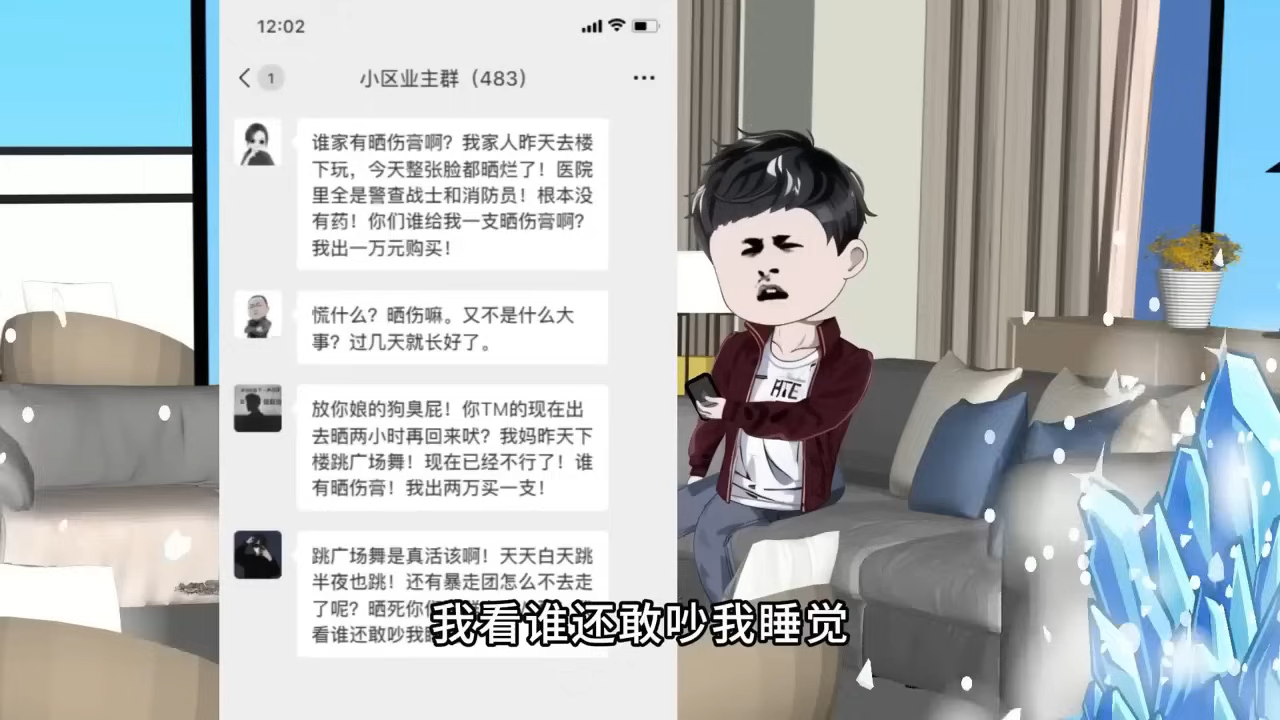 12:02
1
小区业主群（483）
谁家有晒伤膏啊？我家人昨天去楼
下玩，今天整张脸都晒烂了！医院
里全是警查战士和消防员！根本没
有药！你们谁给我一支晒伤膏啊？
我出一万元购买！
慌什么？晒伤嘛。又不是什么大
事？过几天就长好了。
放你娘的狗臭屁！你TM的现在出
去晒两小时再回来吠？我妈昨天下
楼跳广场舞！现在已经不行了！谁
有晒伤膏！我出两万买一支！
跳广场舞是真活该啊！天天白天跳
半夜也跳！还有暴走团怎么不去走
了呢？晒死你
看谁还敢吵我
我看谁还敢吵我睡觉